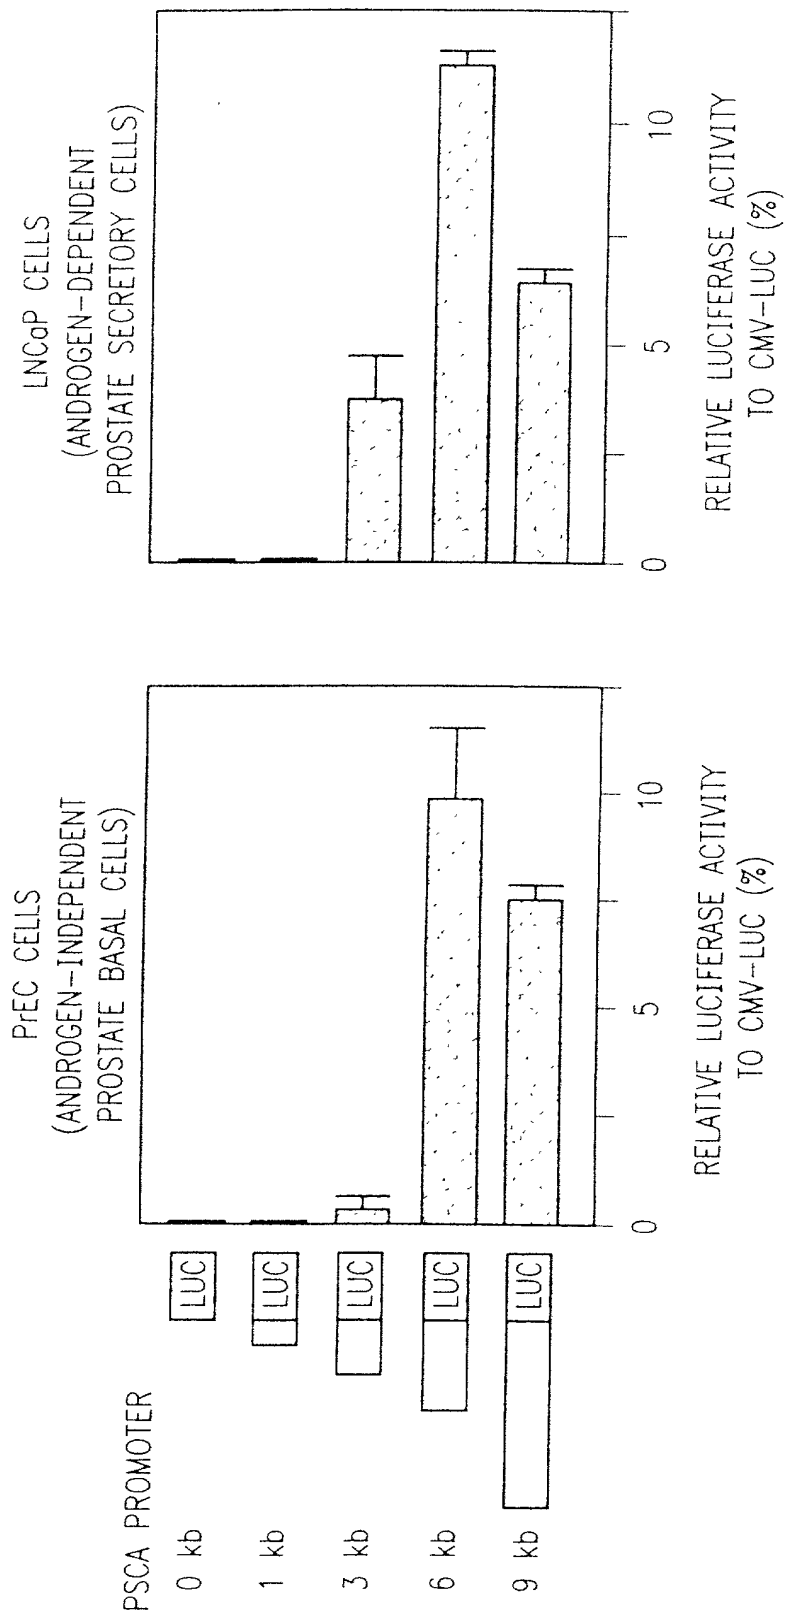 PSCA PROMOTER
0 kb
LUC
1 kb
LUC
3 kb
LUC
6 kb
LUC
9 kb
LUC
PrEC CELLS
(ANDROGEN-INDEPENDENT
PROSTATE BASAL CELLS)
0
5
10
RELATIVE LUCIFERASE ACTIVITY
TO CMV-LUC (%)
LNCaP CELLS
(ANDROGEN-DEPENDENT
PROSTATE SECRETORY CELLS)
0
5
10
RELATIVE LUCIFERASE ACTIVITY
TO CMV-LUC (%)